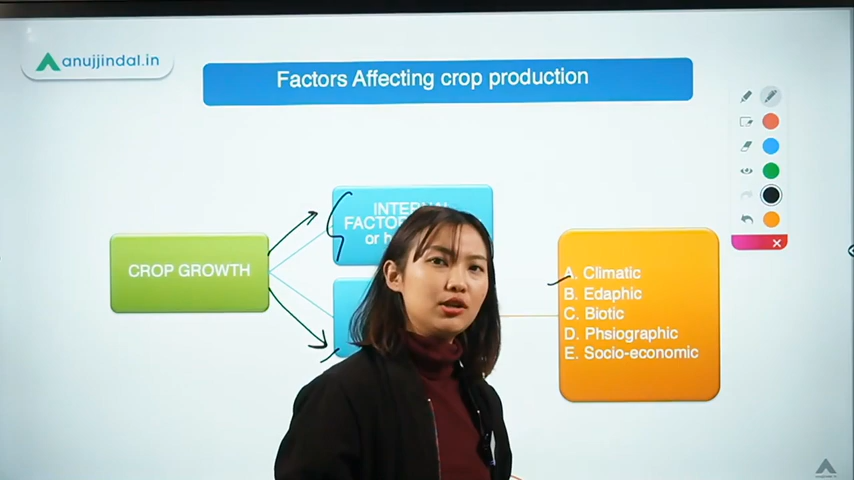 anujjindal.in
Factors Affecting crop production
CROP GROWTH
A. Climatic
B. Edaphic
C. Biotic
D. Phsiographic
E. Socio-economic